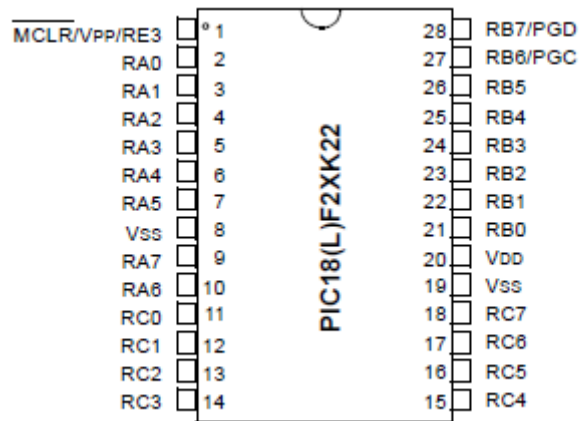 MCLR/VPP/RE3 1 28 RB7/PGD
RA0 2 27 RB6/PGC
RA1 3 26 RB5
RA2 4 25 RB4
RA3 5 24 RB3
RA4 6 23 RB2
RA5 7 22 RB1
VSS 8 21 RB0
RA7 9 20 VDD
RA6 10 19 VSS
RC0 11 18 RC7
RC1 12 17 RC6
RC2 13 16 RC5
RC3 14 15 RC4
PIC18(L)F2XK22